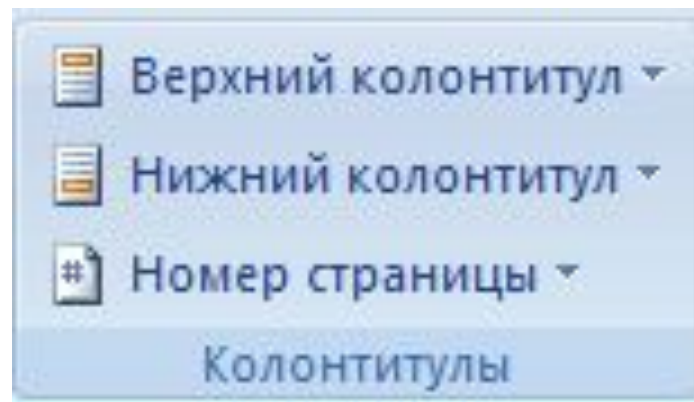 Верхний колонтитул
Нижний колонтитул
Номер страницы
Колонтитулы